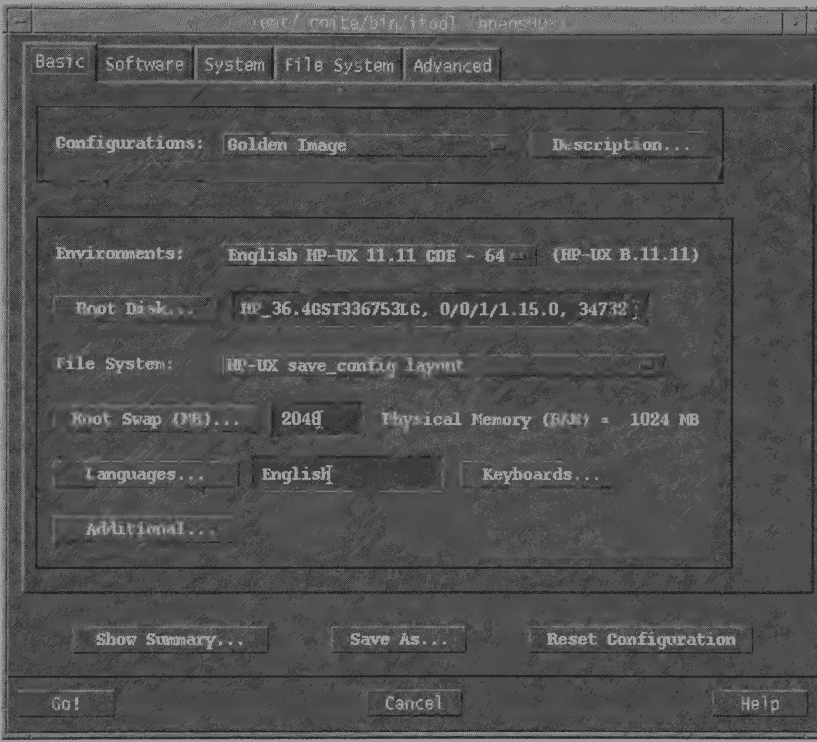 Basic Software System File System Advanced
Configurations: Golden Image Description...
Environments: English HP-UX 11.11 CDE - 64 (HP-UX B.11.11)
Root Disk... HP_36.4GST336753LC, 0/0/1/1.15.0, 34732
File System: HP-UX save_config layout
Root Swap (MB)... 2048 Physical Memory (RAM) = 1024 MB
Languages... English Keyboards...
Additional...
Show Summary... Save As... Reset Configuration
Go! Cancel Help